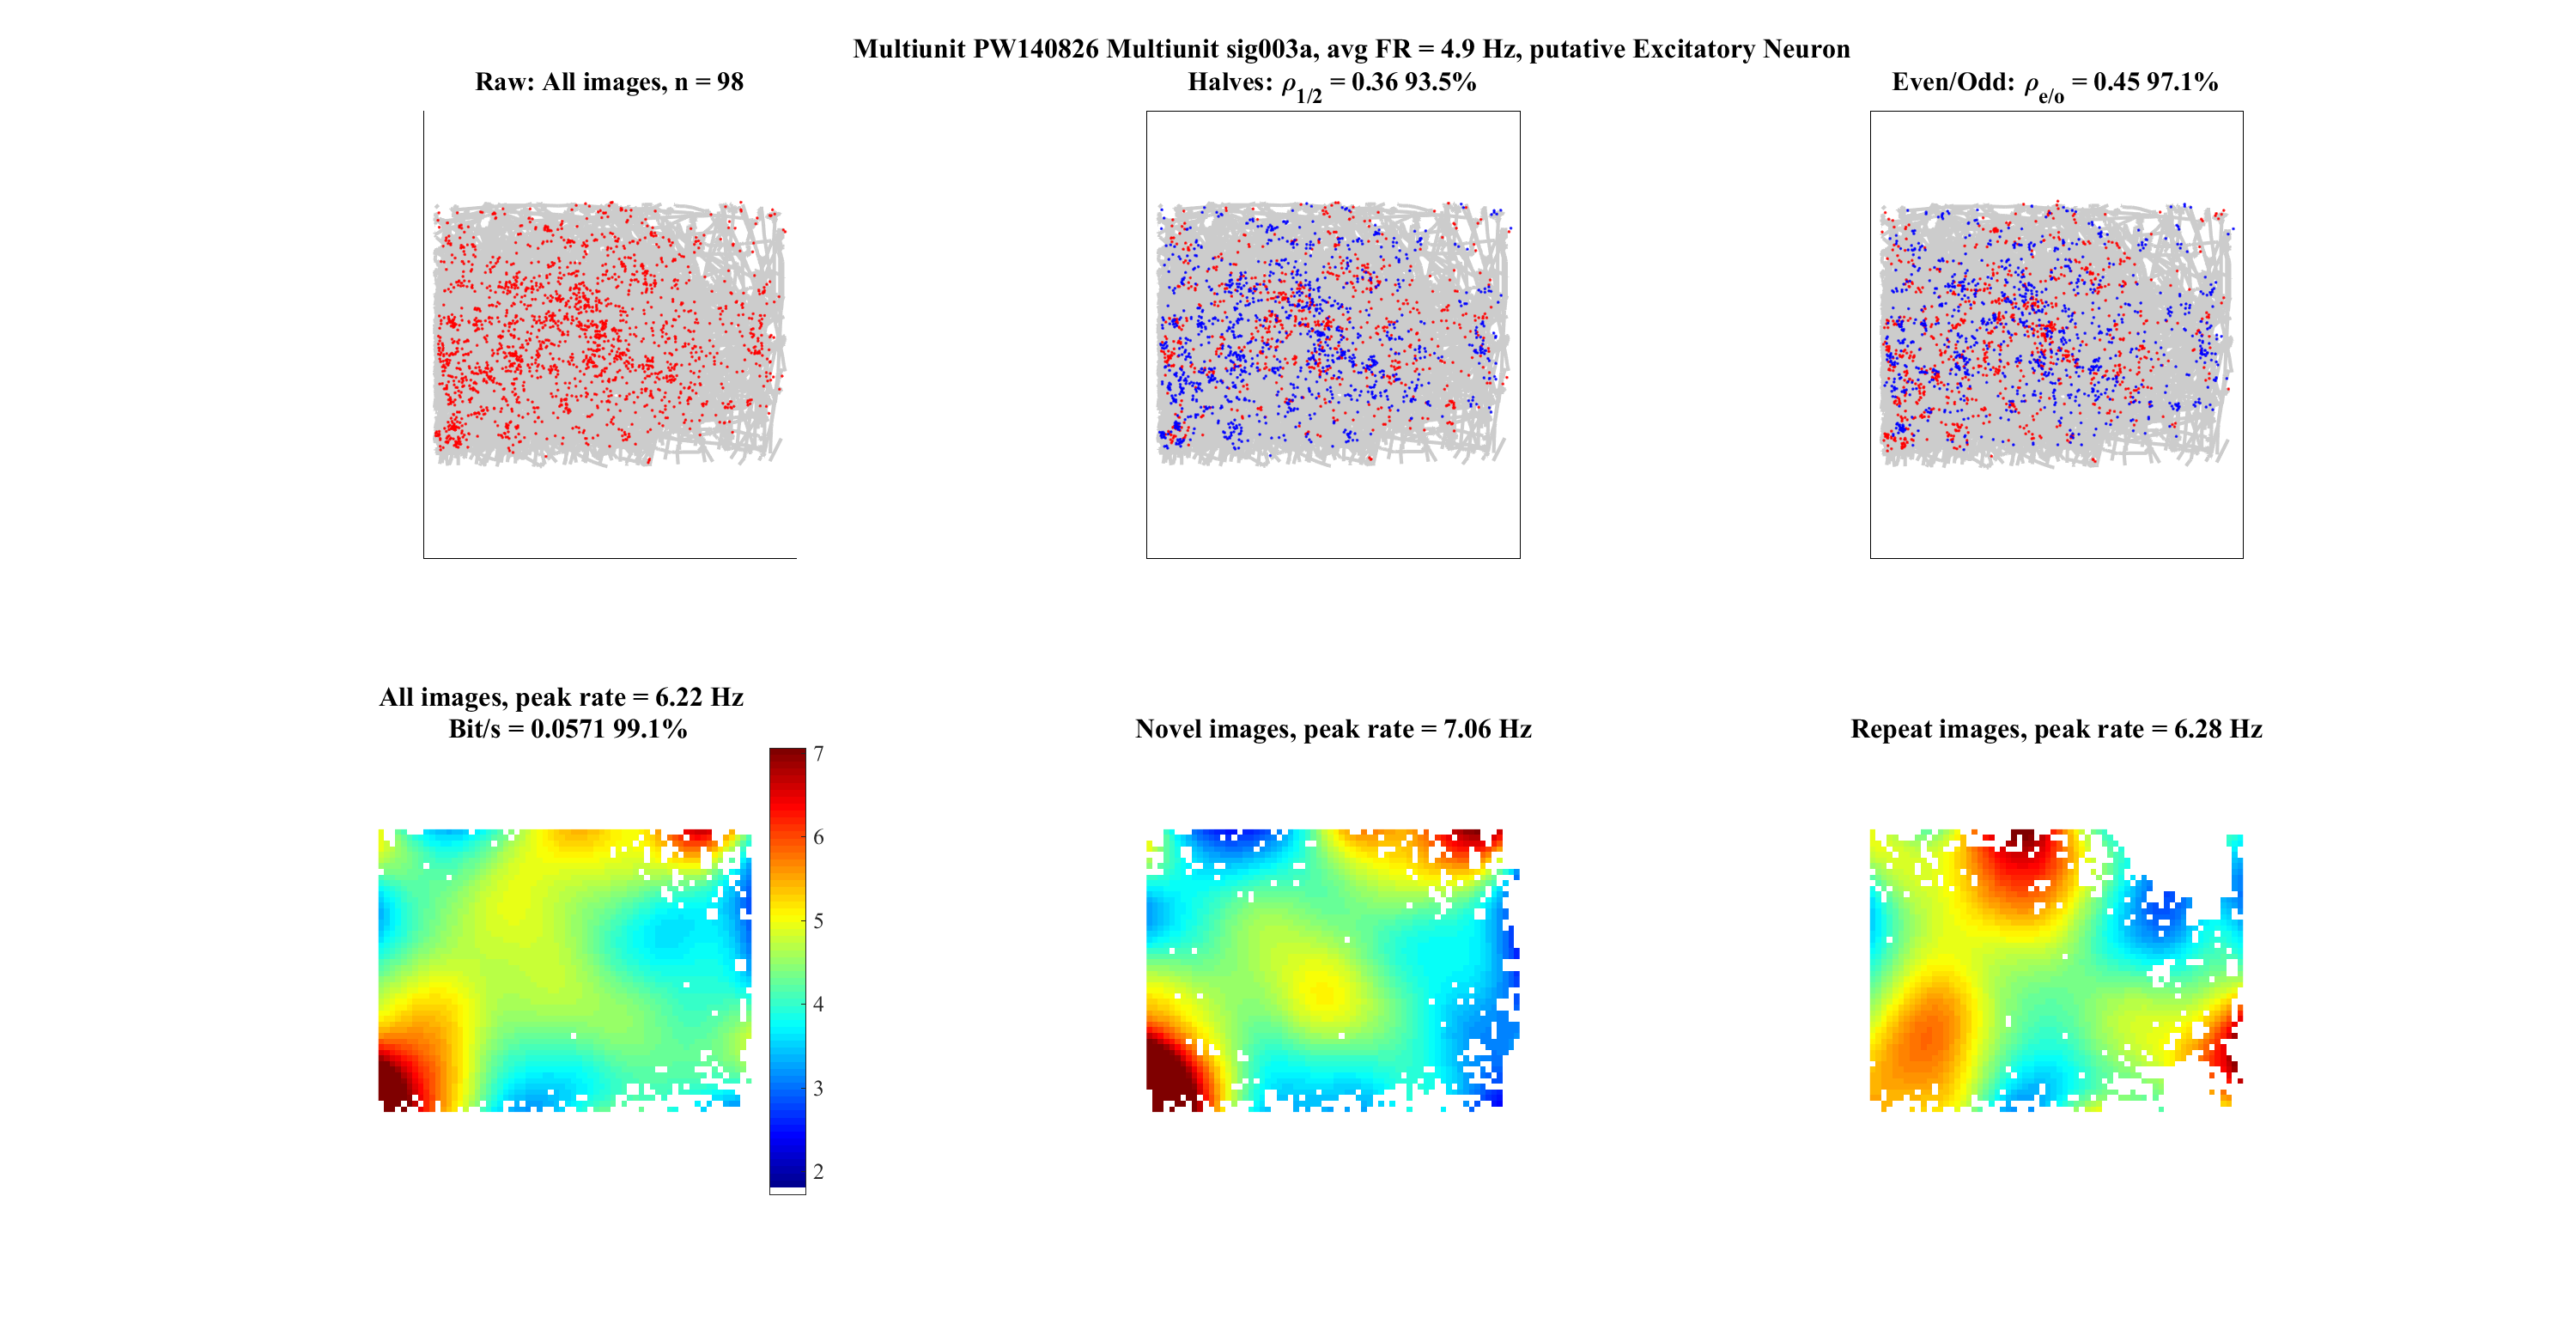 Multiunit PW140826 Multiunit sig003a, avg FR = 4.9 Hz, putative Excitatory Neuron
Raw: All images, n = 98
Halves: ρ1/2 = 0.36 93.5%
Even/Odd: ρe/o = 0.45 97.1%
All images, peak rate = 6.22 Hz
Bit/s = 0.0571 99.1%
Novel images, peak rate = 7.06 Hz
Repeat images, peak rate = 6.28 Hz
7
6
5
4
3
2